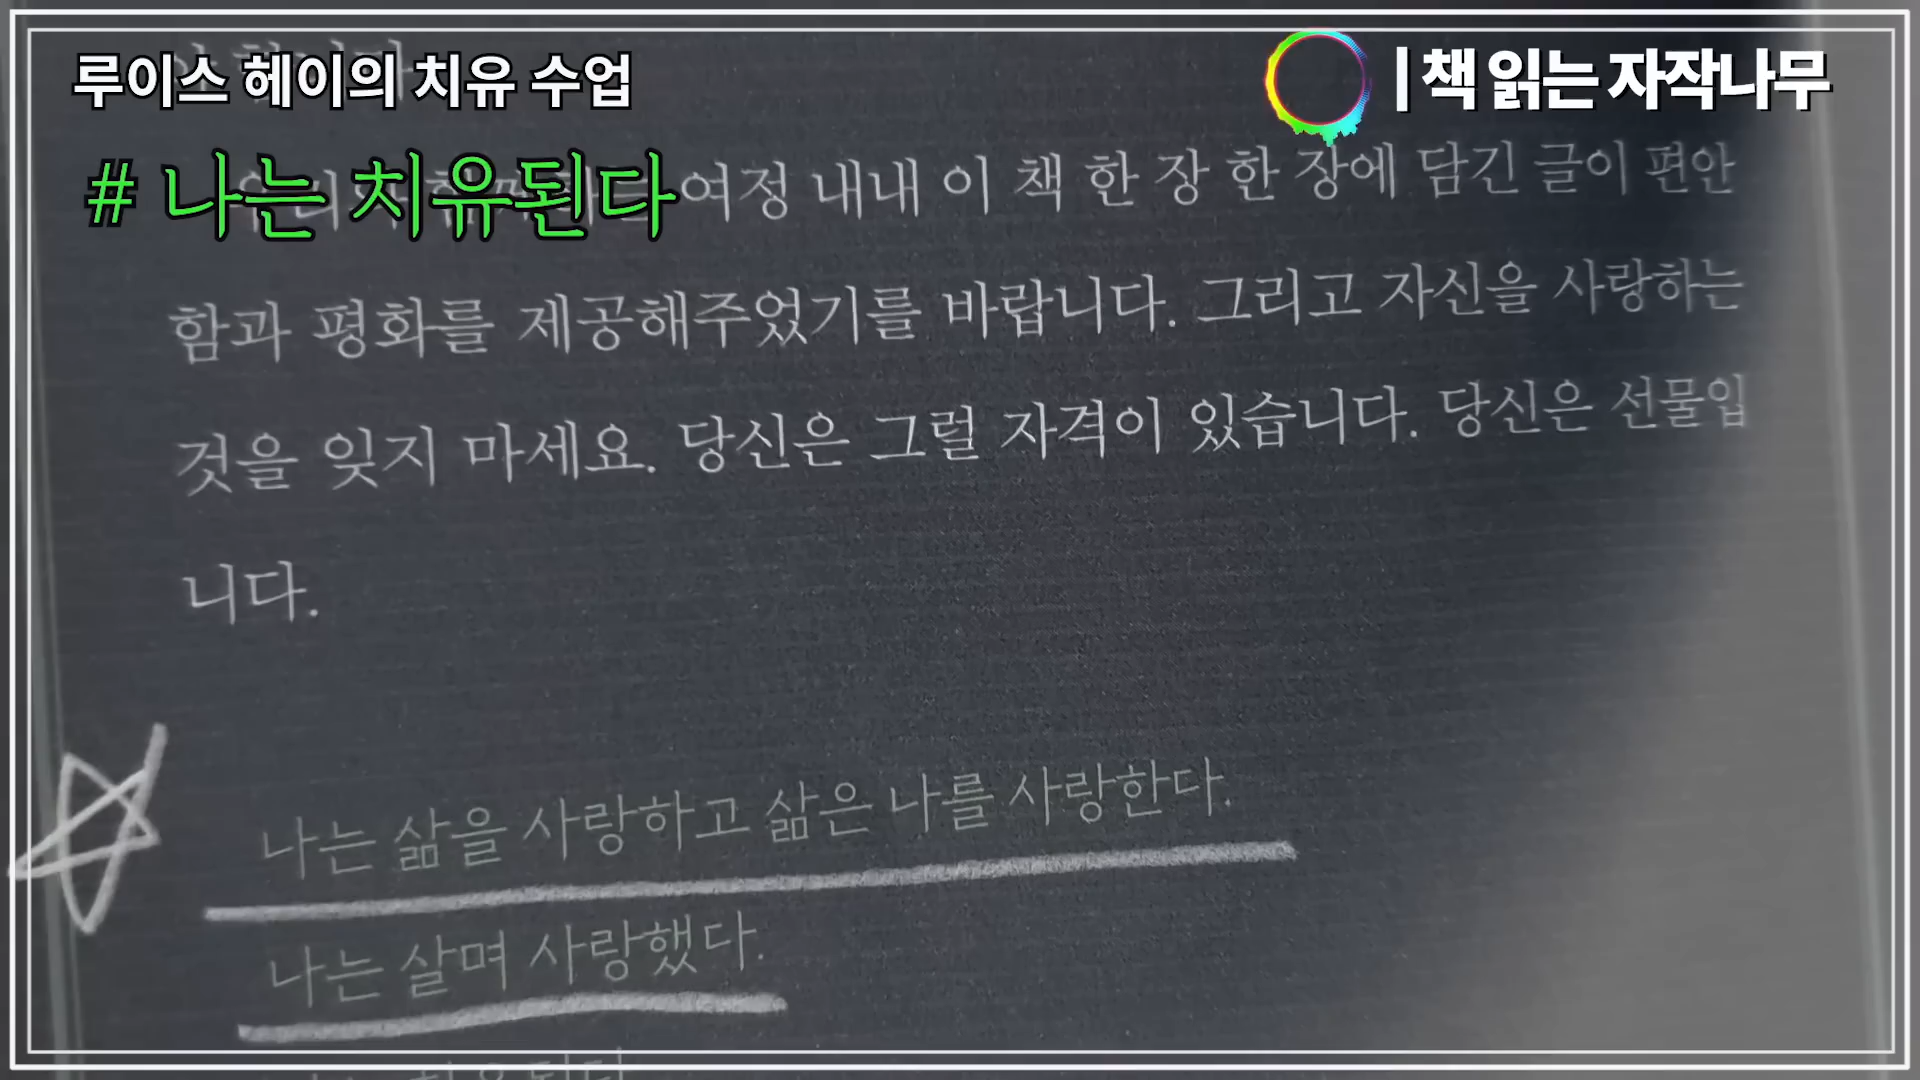 루이스 헤이의 치유 수업
| 책 읽는 자작나무
# 나는 치유된다
여정 내내 이 책 한 장 한 장에 담긴 글이 편안
함과 평화를 제공해주었기를 바랍니다. 그리고 자신을 사랑하는
것을 잊지 마세요. 당신은 그럴 자격이 있습니다. 당신은 선물입
니다.
나는 삶을 사랑하고 삶은 나를 사랑한다.
나는 살며 사랑했다.